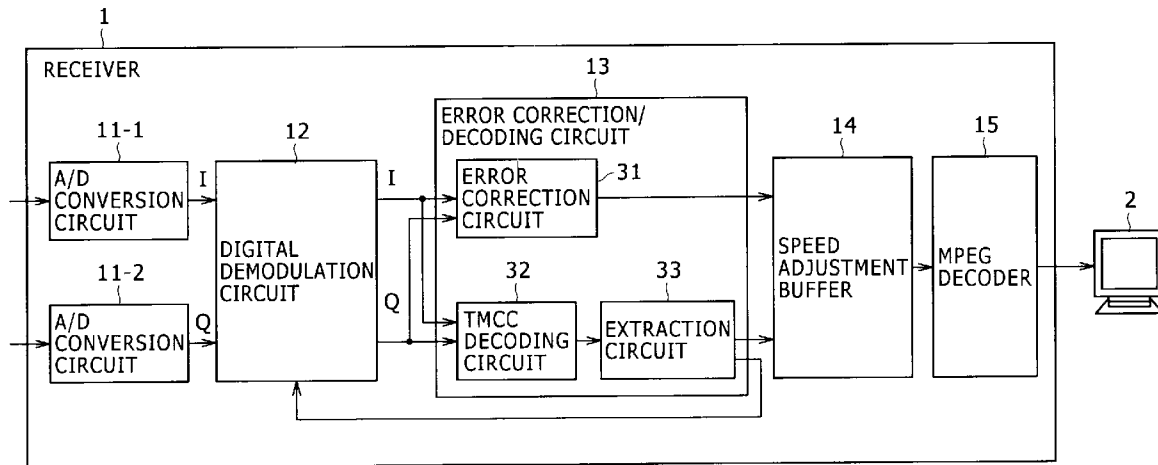 1
RECEIVER
13
ERROR CORRECTION/
DECODING CIRCUIT
11-1
12
14
15
A/D
CONVERSION
CIRCUIT
I
I
ERROR
CORRECTION
CIRCUIT
31
2
DIGITAL
DEMODULATION
CIRCUIT
SPEED
ADJUSTMENT
BUFFER
MPEG
DECODER
11-2
32
33
A/D
CONVERSION
CIRCUIT
Q
Q
TMCC
DECODING
CIRCUIT
EXTRACTION
CIRCUIT